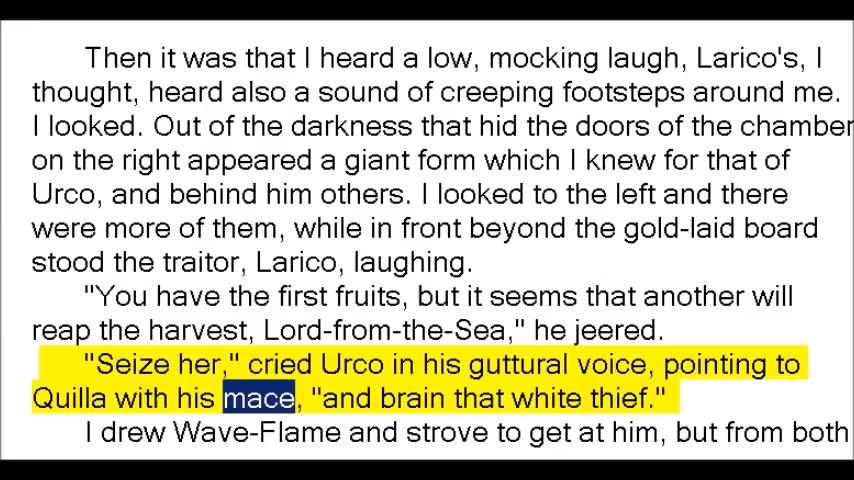 Then it was that I heard a low, mocking laugh, Larico's, I
thought, heard also a sound of creeping footsteps around me.
I looked. Out of the darkness that hid the doors of the chamber
on the right appeared a giant form which I knew for that of
Urco, and behind him others. I looked to the left and there
were more of them, while in front beyond the gold-laid board
stood the traitor, Larico, laughing.
"You have the first fruits, but it seems that another will
reap the harvest, Lord-from-the-Sea," he jeered.
"Seize her," cried Urco in his guttural voice, pointing to
Quilla with his mace, "and brain that white thief."
I drew Wave-Flame and strove to get at him, but from both